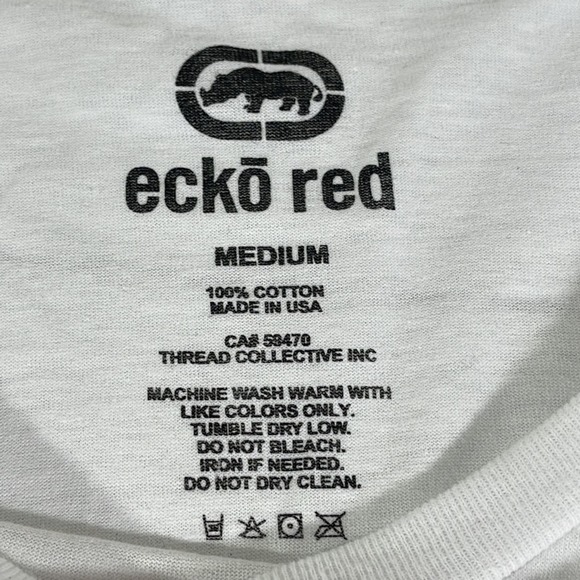 eckō red
MEDIUM
100% COTTON
MADE IN USA
CA# 59470
THREAD COLLECTIVE INC
MACHINE WASH WARM WITH
LIKE COLORS ONLY.
TUMBLE DRY LOW.
DO NOT BLEACH.
IRON IF NEEDED.
DO NOT DRY CLEAN.